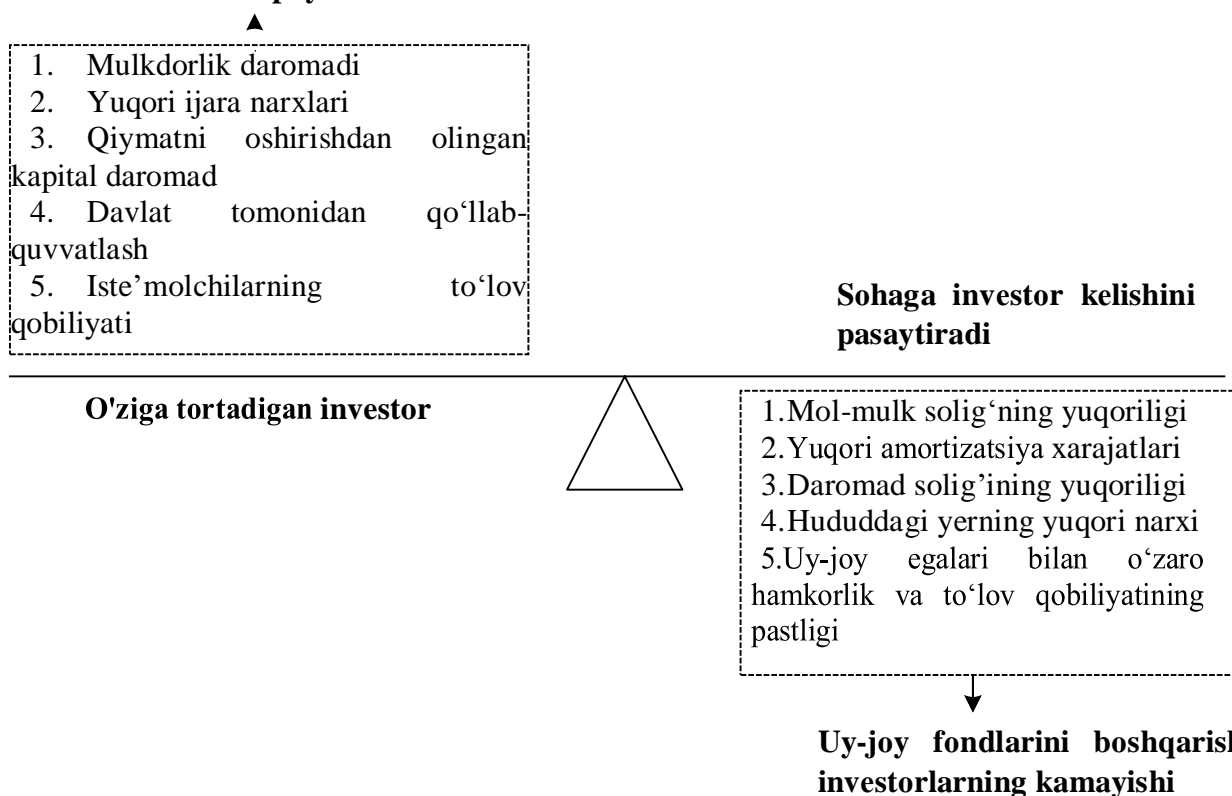 1. Mulkdorlik daromadi
2. Yuqori ijara narxlari
3. Qiymatni oshirishdan olingan
kapital daromad
4. Davlat tomonidan qo‘llab-
quvvatlash
5. Iste’molchilarning to‘lov
qobiliyati
Sohaga investor kelishini
pasaytiradi
O'ziga tortadigan investor
1.Mol-mulk solig‘ning yuqoriligi
2.Yuqori amortizatsiya xarajatlari
3.Daromad solig’ining yuqoriligi
4.Hududdagi yerning yuqori narxi
5.Uy-joy egalari bilan o‘zaro
hamkorlik va to‘lov qobiliyatining
pastligi
Uy-joy fondlarini
investorlarning kamayishi